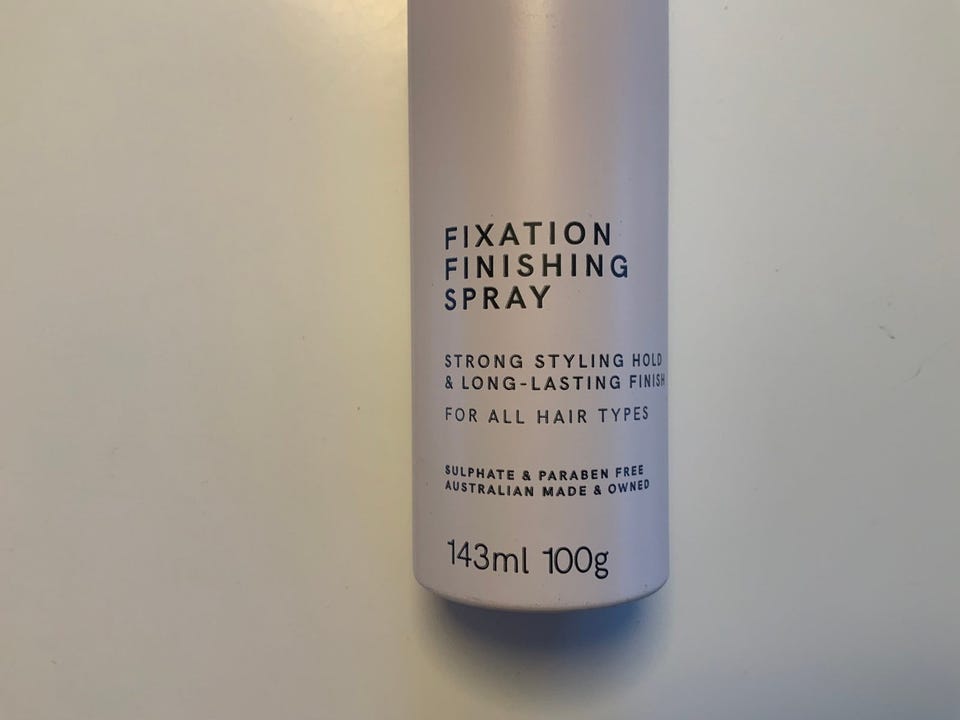 FIXATION
FINISHING
SPRAY
STRONG STYLING HOLD
& LONG-LASTING FINISH
FOR ALL HAIR TYPES
SULPHATE & PARABEN FREE
AUSTRALIAN MADE & OWNED
143ml 100g